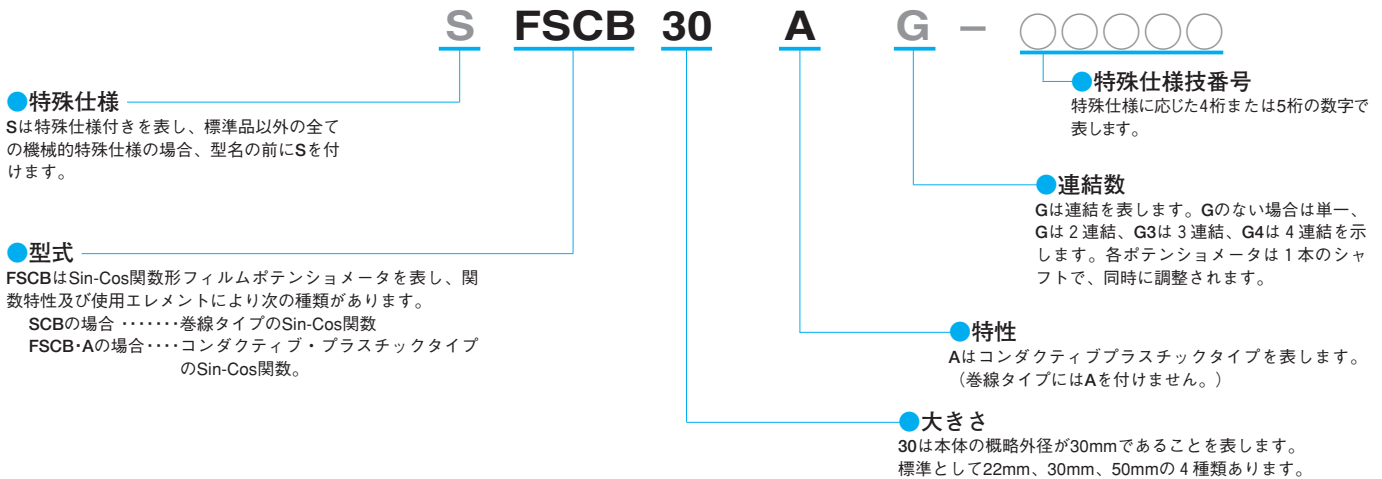 S FSCB 30 A G – ○○○○○
●特殊仕様
Sは特殊仕様付きを表し、標準品以外の全て
の機械的特殊仕様の場合、型名の前にSを付
けます。
●型式
FSCBはSin-Cos関数形フィルムポテンショメータを表し、関
数特性及び使用エレメントにより次の種類があります。
SCBの場合 ‥‥‥‥巻線タイプのSin-Cos関数
FSCB･Aの場合‥‥コンダクティブ・プラスチックタイプ
のSin-Cos関数。
●特殊仕様技番号
特殊仕様に応じた4桁または5桁の数字で
表します。
●連結数
Gは連結を表します。Gのない場合は単一、
Gは２連結、G3は３連結、G4は４連結を示
します。各ポテンショメータは１本のシャ
フトで、同時に調整されます。
●特性
Aはコンダクティブプラスチックタイプを表します。
（巻線タイプにはAを付けません。）
●大きさ
30は本体の概略外径が30mmであることを表します。
標準として22mm、30mm、50mmの４種類あります。